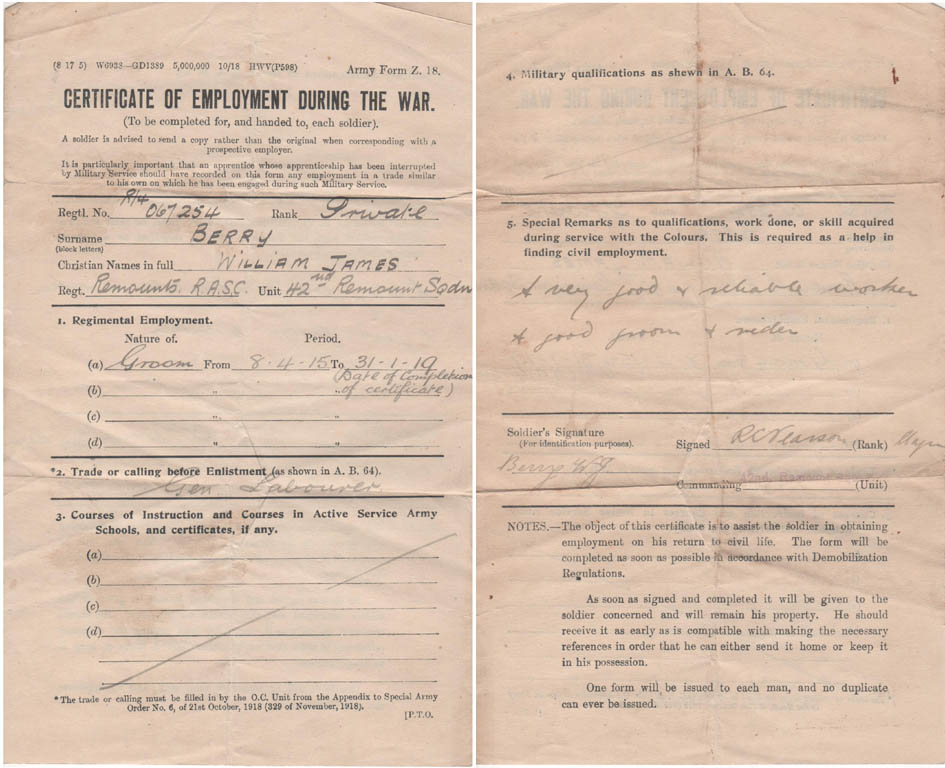 (8 17 5) W6938—GD1389 5,000,000 10/18 HWV(P598) Army Form Z. 18.
CERTIFICATE OF EMPLOYMENT DURING THE WAR.
(To be completed for, and handed to, each soldier).
A soldier is advised to send a copy rather than the original when corresponding with a
prospective employer.
It is particularly important that an apprentice whose apprenticeship has been interrupted
by Military Service should have recorded on this form any employment in a trade similar
to his own on which he has been engaged during such Military Service.
R/4
Regtl. No. 067254 Rank Private
Surname BERRY
(block letters)
Christian Names in full WILLIAM JAMES
Regt. Remounts. R.A.S.C. Unit 42nd Remount Sqdn
1. Regimental Employment.
Nature of. Period.
(a) Groom From 8-4-15 To 31-1-19
(Date of Completion
(b) " " of certificate)
(c) " "
(d) " "
*2. Trade or calling before Enlistment (as shown in A. B. 64).
Gen Labourer
3. Courses of Instruction and Courses in Active Service Army
Schools, and certificates, if any.
(a)
(b)
(c)
(d)
*The trade or calling must be filled in by the O.C. Unit from the Appendix to Special Army
Order No. 6, of 21st October, 1918 (329 of November, 1918).
[P.T.O.
4. Military qualifications as shewn in A. B. 64.
5. Special Remarks as to qualifications, work done, or skill acquired
during service with the Colours. This is required as a help in
finding civil employment.
A very good & reliable worker
A good groom & rider
Soldier's Signature
(For identification purposes). Signed R C Pearson (Rank) Major
Berry W.J.
Commanding 42nd. Remount (Unit)
NOTES.—The object of this certificate is to assist the soldier in obtaining
employment on his return to civil life. The form will be
completed as soon as possible in accordance with Demobilization
Regulations.
As soon as signed and completed it will be given to the
soldier concerned and will remain his property. He should
receive it as early as is compatible with making the necessary
references in order that he can either send it home or keep it
in his possession.
One form will be issued to each man, and no duplicate
can ever be issued.